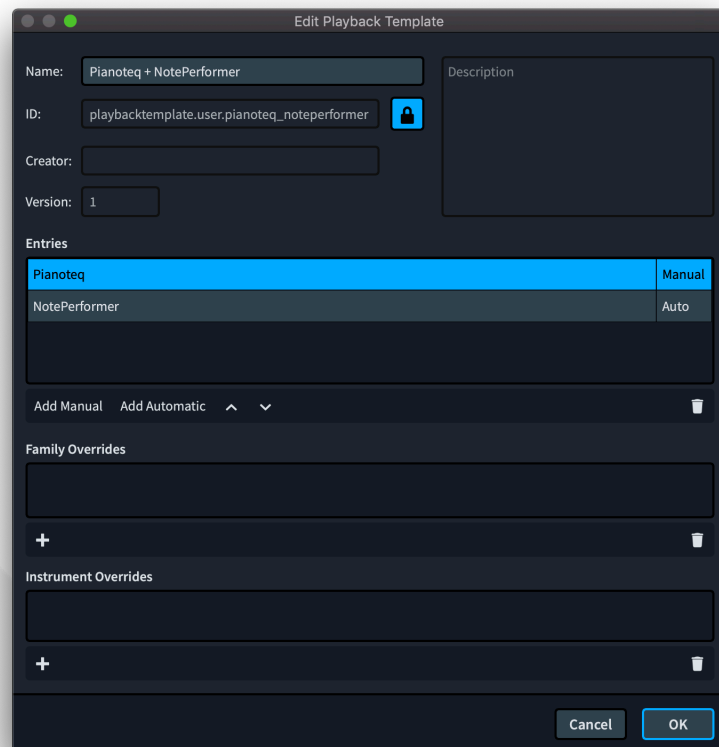 Edit Playback Template
Name: Pianoteq + NotePerformer
Description
ID: playbacktemplate.user.pianoteq_noteperformer
Creator:
Version: 1
Entries
Pianoteq Manual
NotePerformer Auto
Add Manual Add Automatic
Family Overrides
Instrument Overrides
Cancel OK